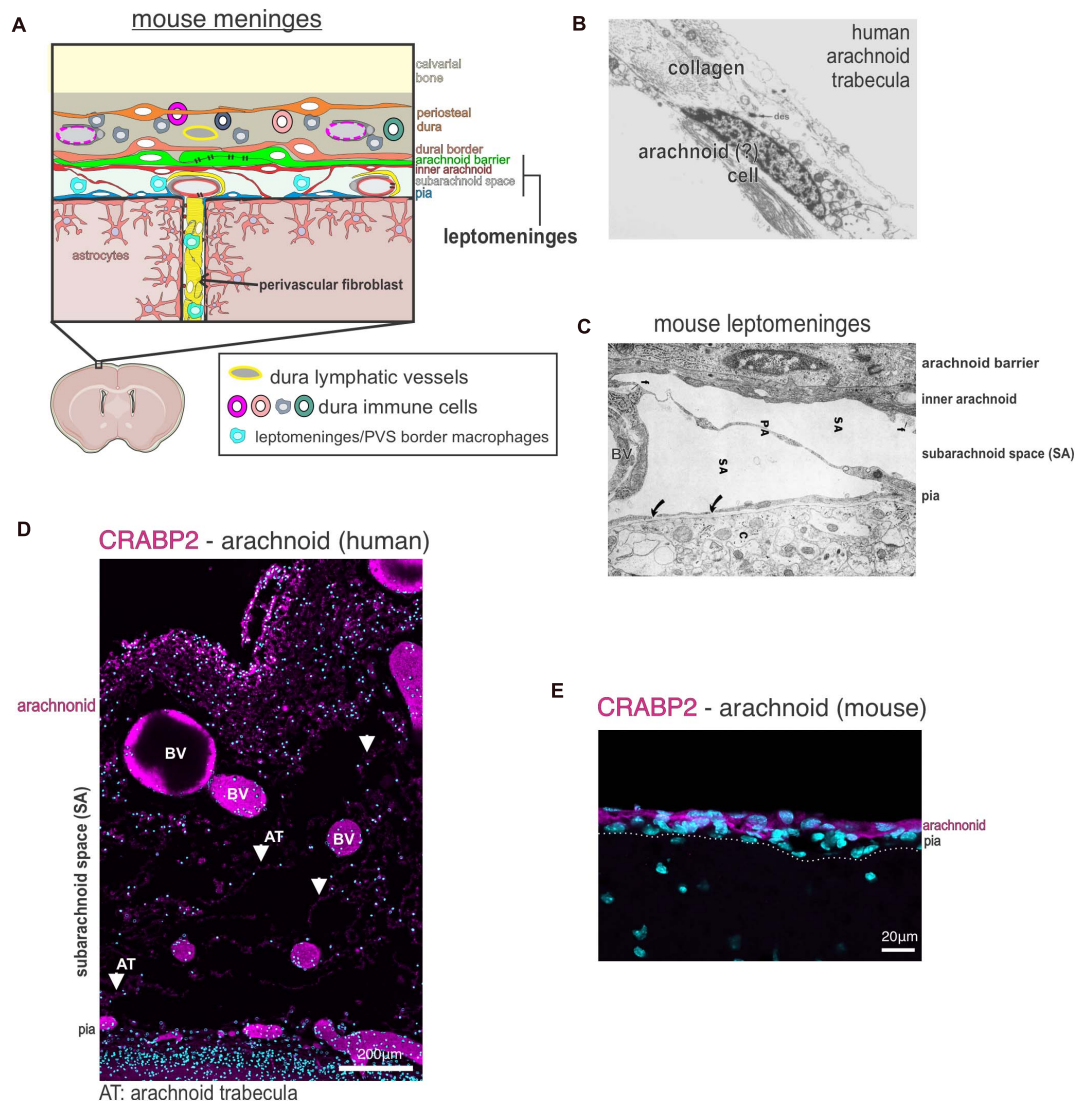 A
mouse meninges
calvarial
bone
periosteal
dura
dural border
arachnoid barrier
inner arachnoid
subarachnoid space
pia
leptomeninges
astrocytes
perivascular fibroblast
dura lymphatic vessels
dura immune cells
leptomeninges/PVS border macrophages
B
human
arachnoid
trabecula
collagen
des
arachnoid (?)
cell
C
mouse leptomeninges
arachnoid barrier
inner arachnoid
subarachnoid space (SA)
pia
f
f
PA
SA
SA
BV
C
D
CRABP2 - arachnoid (human)
arachnonid
subarachnoid space (SA)
pia
BV
BV
BV
AT
AT
200µm
AT: arachnoid trabecula
E
CRABP2 - arachnoid (mouse)
arachnonid
pia
20µm